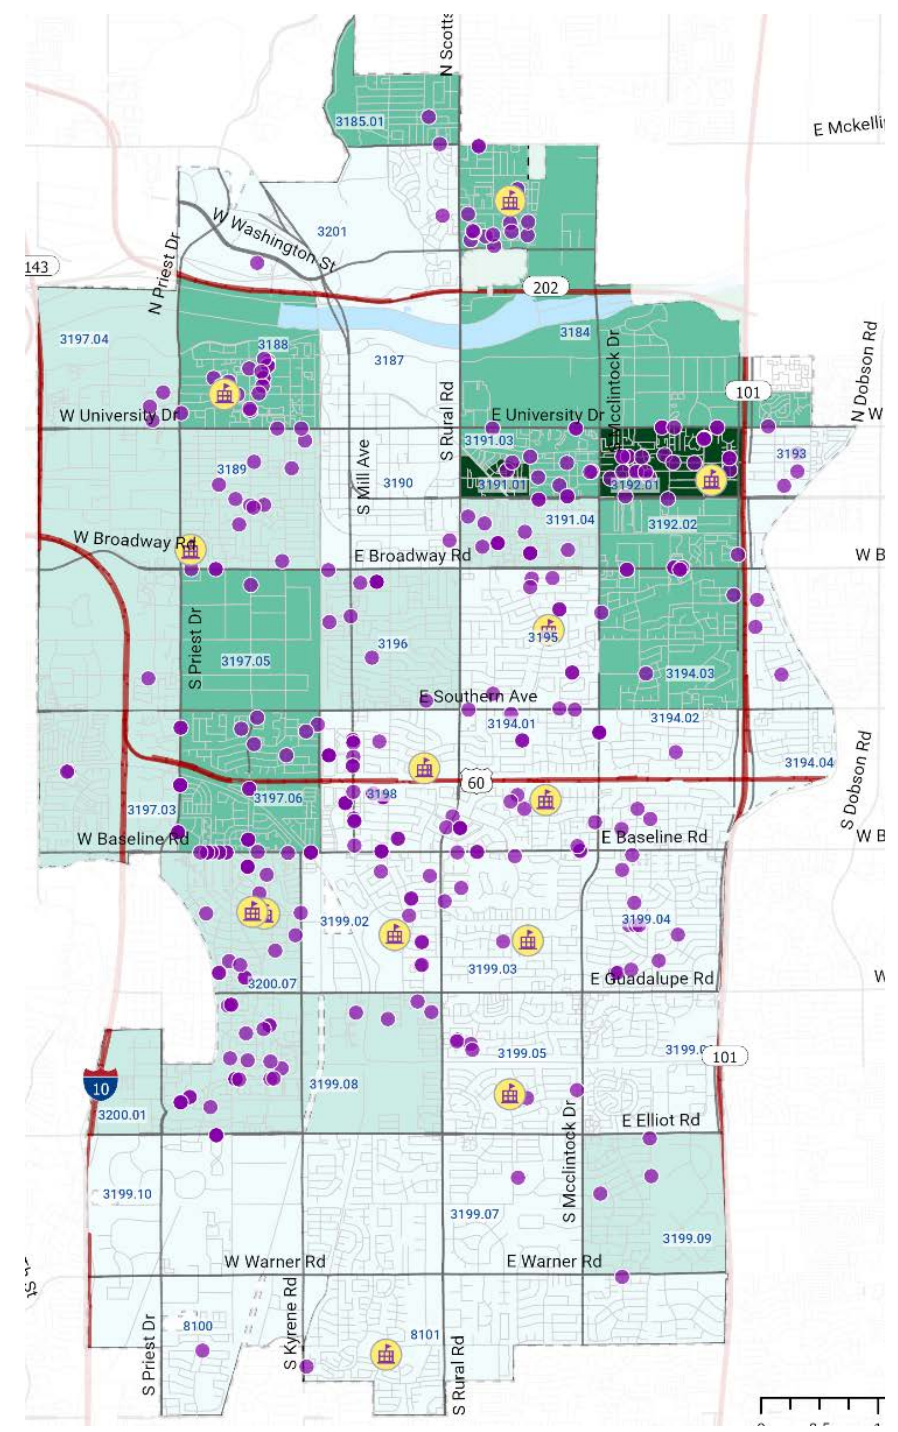 N Scotts
3185.01
E Mckelli
W Washington St
3201
N Priest Dr
143
202
3197.04
3188
3184
3187
S Mcclintock Dr
N Dobson Rd
101
S Rural Rd
W University Dr
E University Dr
W
3191.03
3193
S Mill Ave
3189
3190
3191.01
3192.01
3191.04
3192.02
W Broadway Rd
E Broadway Rd
W B
S Priest Dr
3195
3196
3197.05
3194.03
E Southern Ave
3194.01
3194.02
3194.04
S Dobson Rd
60
3197.03
3197.06
3198
W Baseline Rd
E Baseline Rd
W B
3199.02
3199.04
3199.03
E Guadalupe Rd
W
3200.07
3199.05
3199.0
101
10
3199.08
3200.01
E Elliot Rd
S Mcclintock Dr
3199.10
3199.07
3199.09
W Warner Rd
E Warner Rd
S Priest Dr
S Kyrene Rd
S Rural Rd
8100
8101